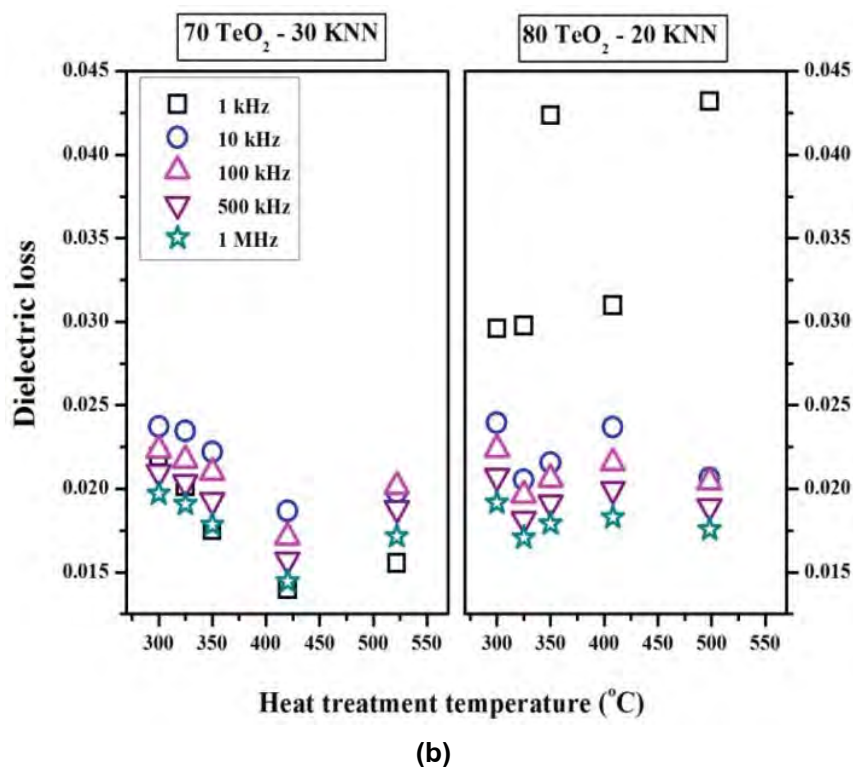 70 TeO₂ - 30 KNN
80 TeO₂ - 20 KNN
0.045
0.040
0.035
0.030
0.025
0.020
0.015
Dielectric loss
1 kHz
10 kHz
100 kHz
500 kHz
1 MHz
0.045
0.040
0.035
0.030
0.025
0.020
0.015
300 350 400 450 500 550
300 350 400 450 500 550
Heat treatment temperature (°C)
(b)